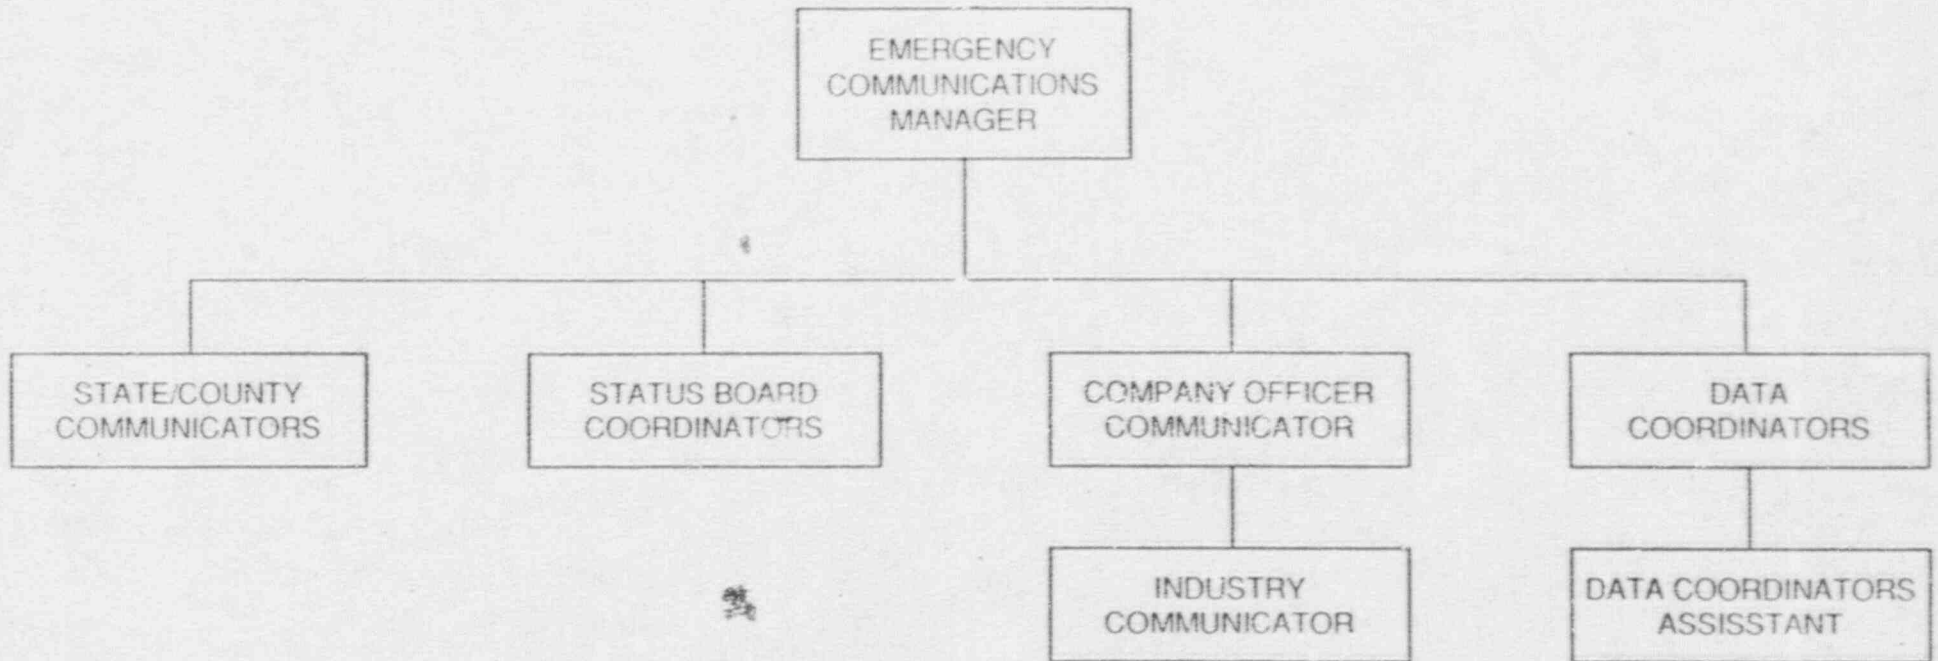 EMERGENCY
COMMUNICATIONS
MANAGER
STATE/COUNTY
COMMUNICATORS
STATUS BOARD
COORDINATORS
COMPANY OFFICER
COMMUNICATOR
DATA
COORDINATORS
INDUSTRY
COMMUNICATOR
DATA COORDINATORS
ASSISSTANT